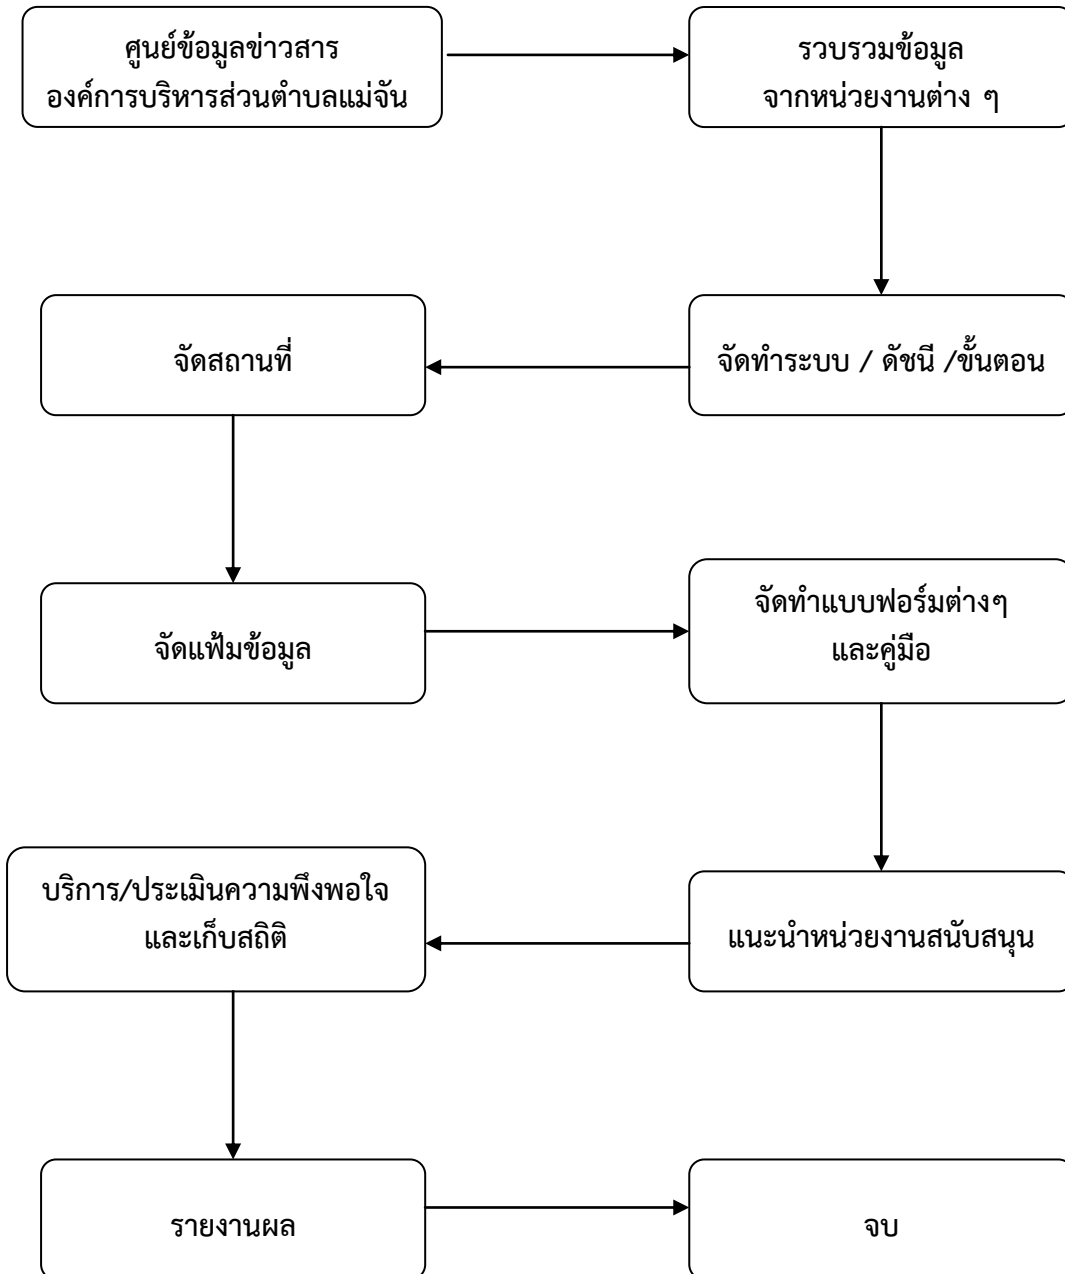 ศูนย์ข้อมูลข่าวสาร
องค์การบริหารส่วนตำบลแม่จัน
รวบรวมข้อมูล
จากหน่วยงานต่าง ๆ
จัดทำระบบ / ดัชนี /ขั้นตอน
จัดสถานที่
จัดแฟ้มข้อมูล
จัดทำแบบฟอร์มต่างๆ
และคู่มือ
แนะนำหน่วยงานสนับสนุน
บริการ/ประเมินความพึงพอใจ
และเก็บสถิติ
รายงานผล
จบ